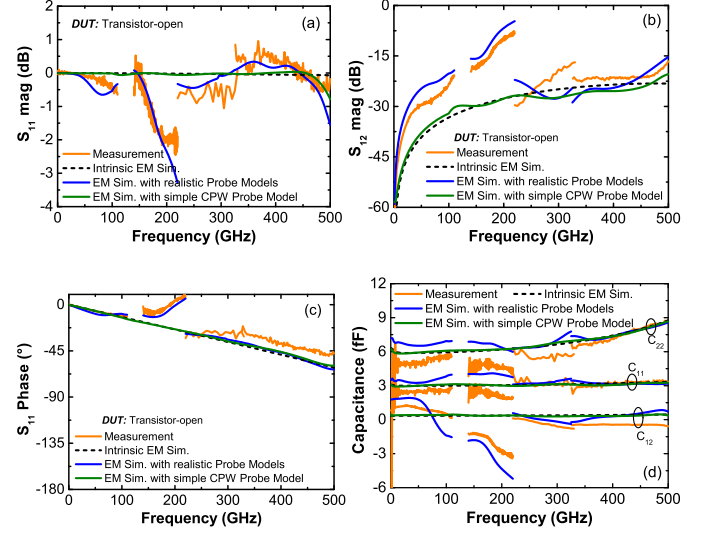 (a)
DUT: Transistor-open
2
1
0
-1
-2
-3
-4
S11 mag (dB)
Measurement
Intrinsic EM Sim.
EM Sim. with realistic Probe Models
EM Sim. with simple CPW Probe Model
0 100 200 300 400 500
Frequency (GHz)
(b)
0
-15
-30
-45
-60
S12 mag (dB)
DUT: Transistor-open
Measurement
Intrinsic EM Sim.
EM Sim. with realistic Probe Models
EM Sim. with simple CPW Probe Model
0 100 200 300 400 500
Frequency (GHz)
(c)
0
-45
-90
-135
-180
S11 Phase (°)
DUT: Transistor-open
Measurement
Intrinsic EM Sim.
EM Sim. with realistic Probe Models
EM Sim. with simple CPW Probe Model
0 100 200 300 400 500
Frequency (GHz)
12
9
6
3
0
-3
-6
Capacitance (fF)
Measurement Intrinsic EM Sim.
EM Sim. with realistic Probe Models
EM Sim. with simple CPW Probe Model
C22
C11
C12
(d)
0 100 200 300 400 500
Frequency (GHz)